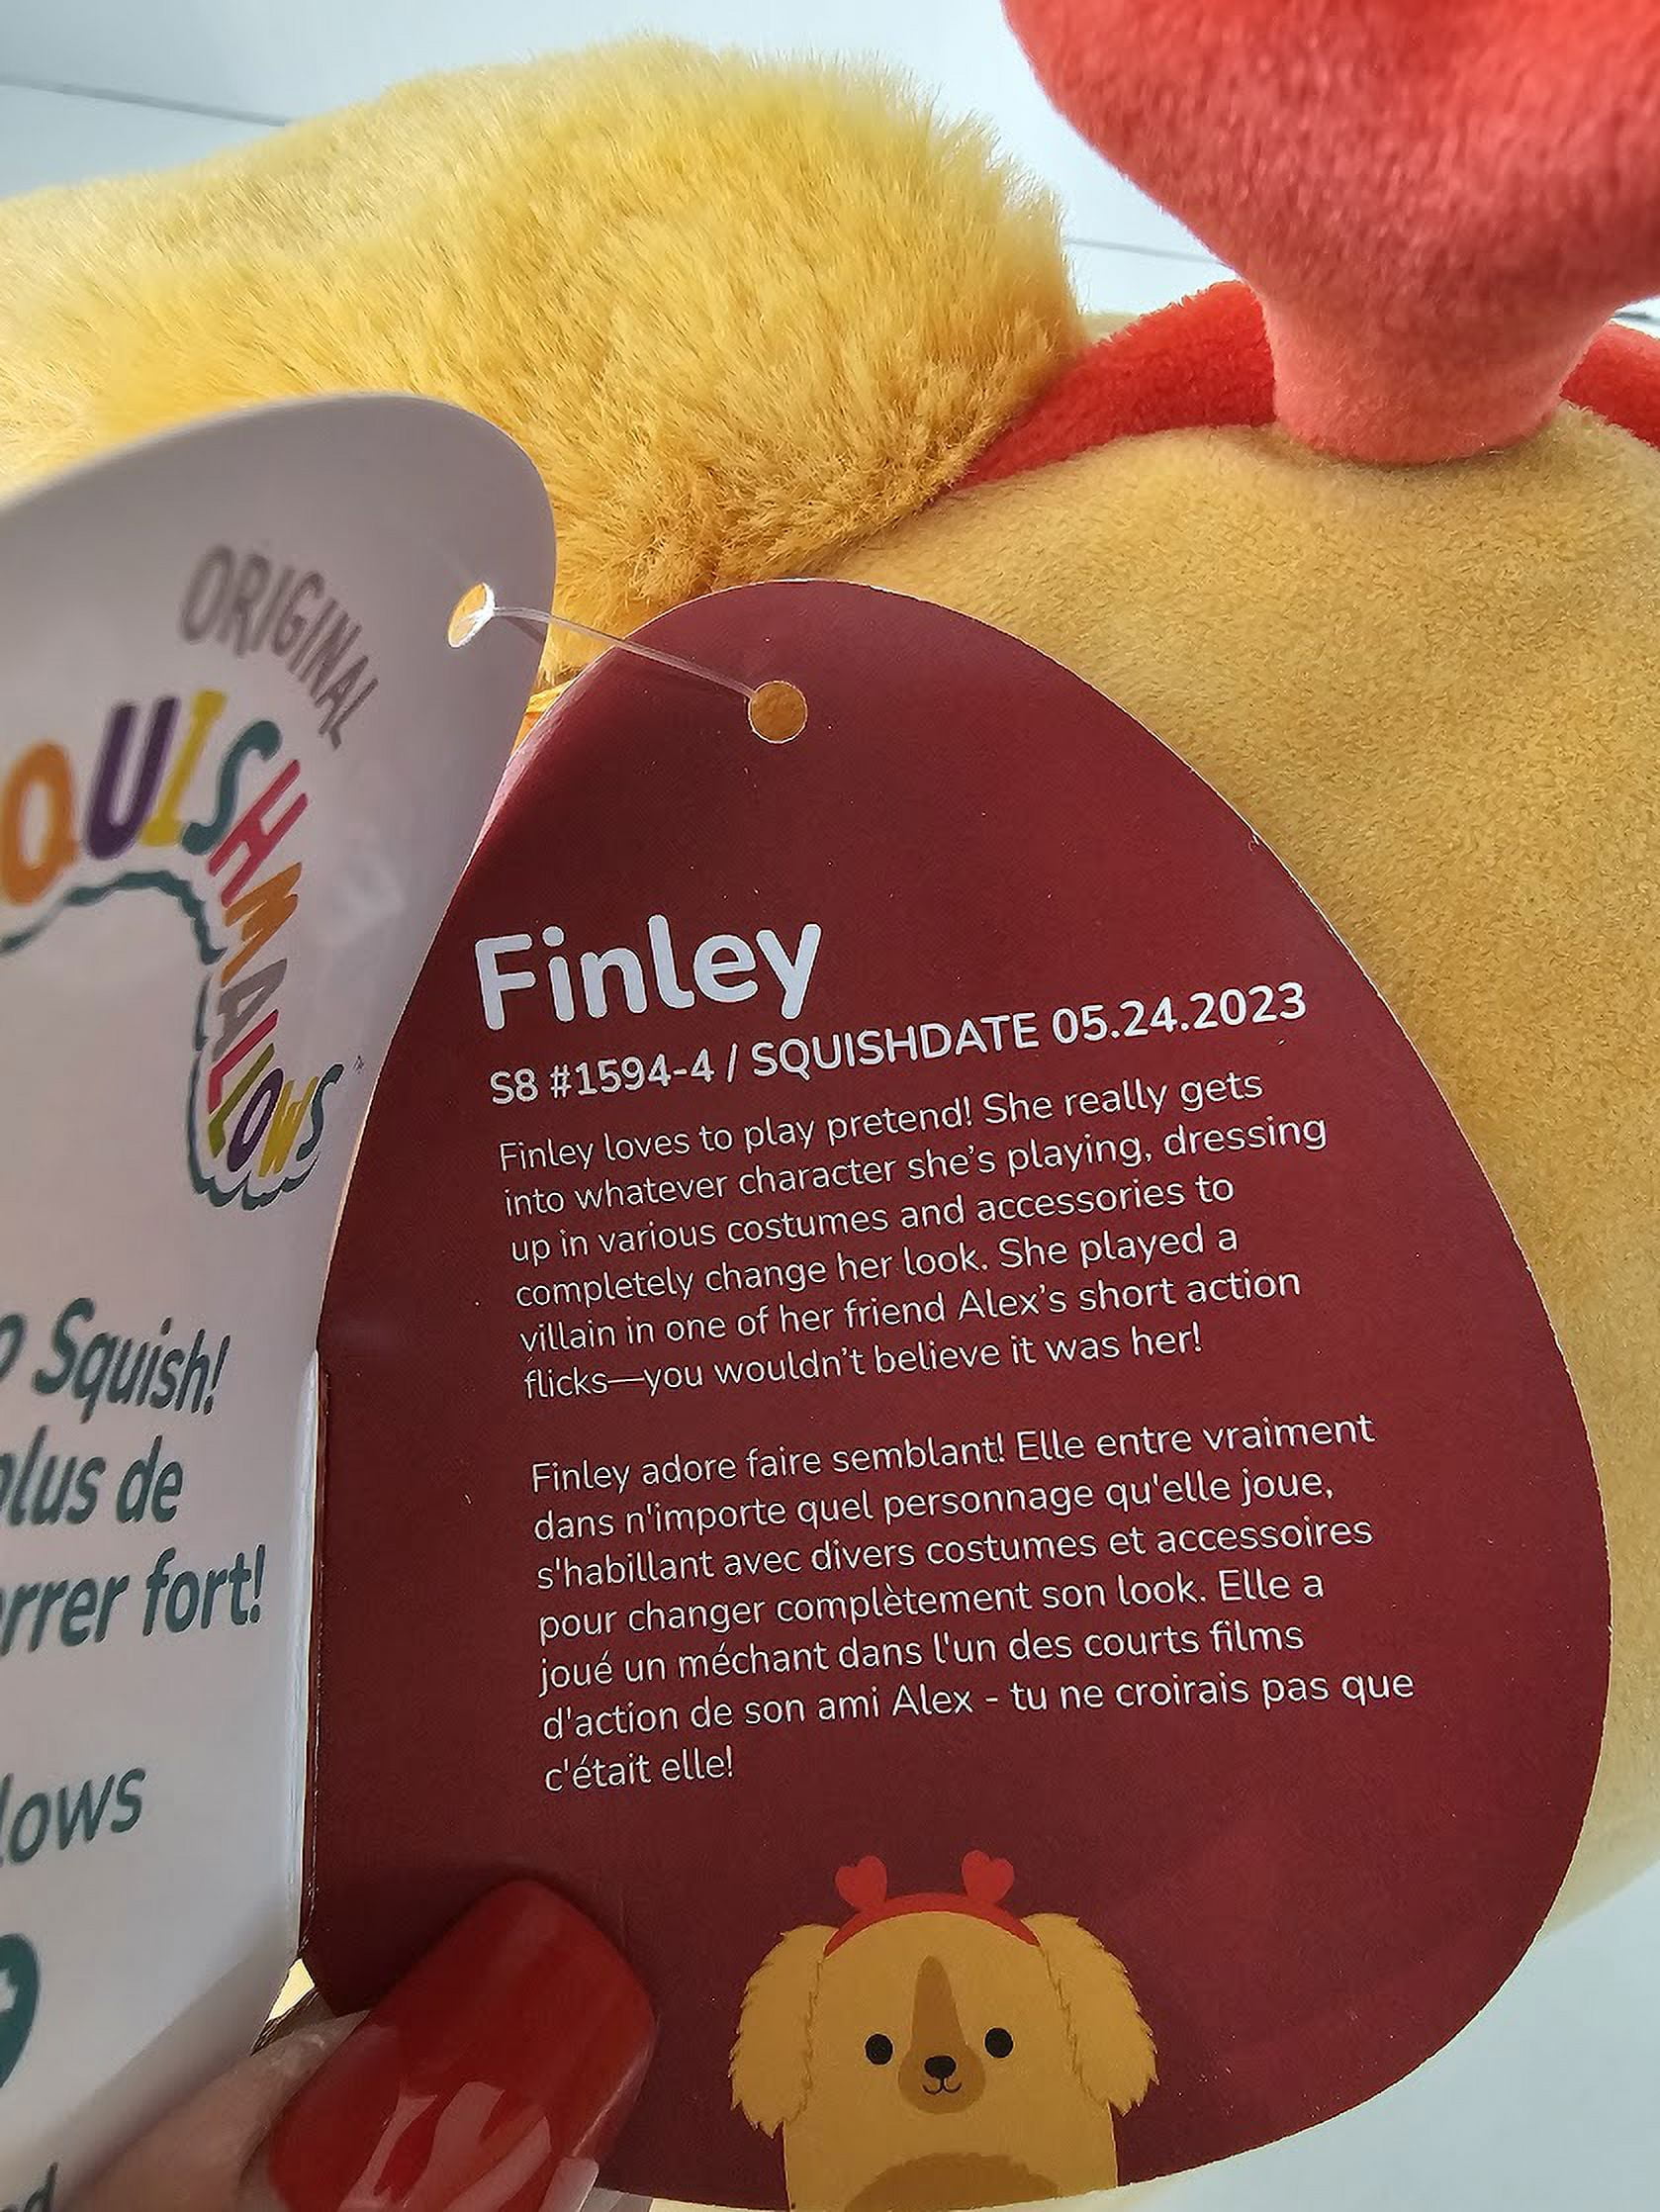 ORIGINAL
QUISHMALLOWS
Squish!
plus de
fort!
Finley
S8 #1594-4 / SQUISHDATE 05.24.2023
Finley loves to play pretend! She really gets
into whatever character she's playing, dressing
up in various costumes and accessories to
completely change her look. She played a
villain in one of her friend Alex's short action
flicks—you wouldn't believe it was her!
Finley adore faire semblant! Elle entre vraiment
dans n'importe quel personnage qu'elle joue,
s'habillant avec divers costumes et accessoires
pour changer complètement son look. Elle a
joué un méchant dans l'un des courts films
d'action de son ami Alex - tu ne croirais pas que
c'était elle!